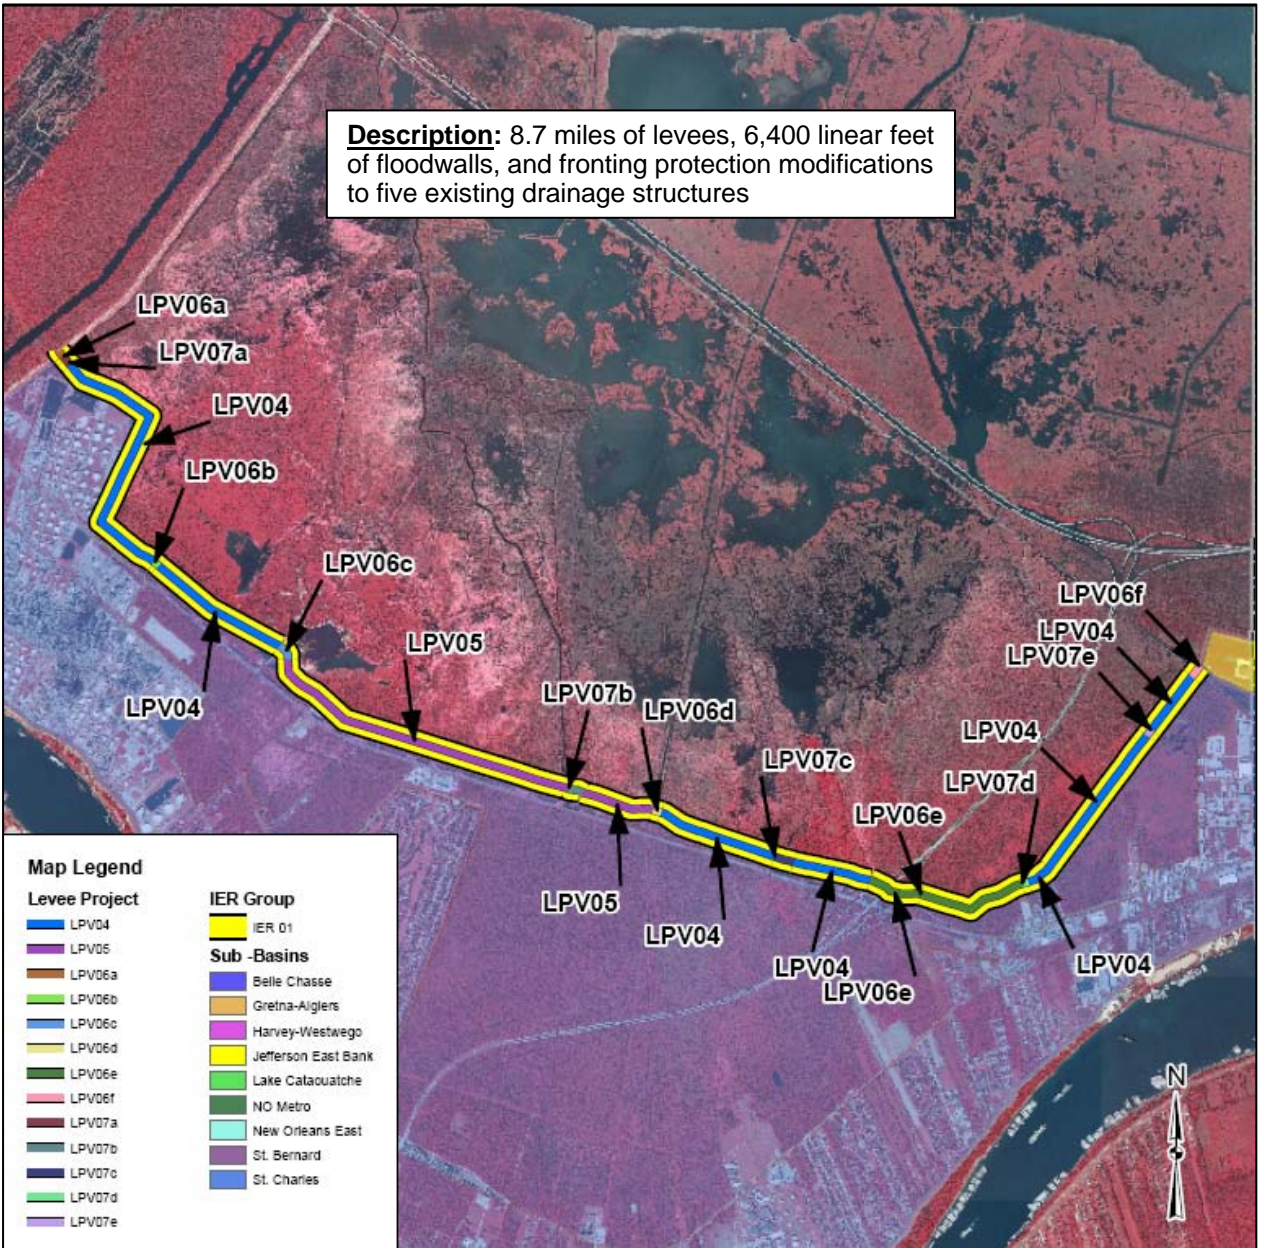 Description: 8.7 miles of levees, 6,400 linear feet
of floodwalls, and fronting protection modifications
to five existing drainage structures
LPV06a
LPV07a
LPV04
LPV06b
LPV06c
LPV05
LPV04
LPV07b
LPV06d
LPV07c
LPV06e
LPV07d
LPV04
LPV07e
LPV04
LPV06f
LPV05
LPV04
LPV04
LPV06e
LPV04
N
Map Legend
Levee Project
LPV04
LPV05
LPV06a
LPV06b
LPV06c
LPV06d
LPV06e
LPV06f
LPV07a
LPV07b
LPV07c
LPV07d
LPV07e
IER Group
IER 01
Sub -Basins
Belle Chasse
Gretna-Algiers
Harvey-Westwego
Jefferson East Bank
Lake Cataouatche
NO Metro
New Orleans East
St. Bernard
St. Charles